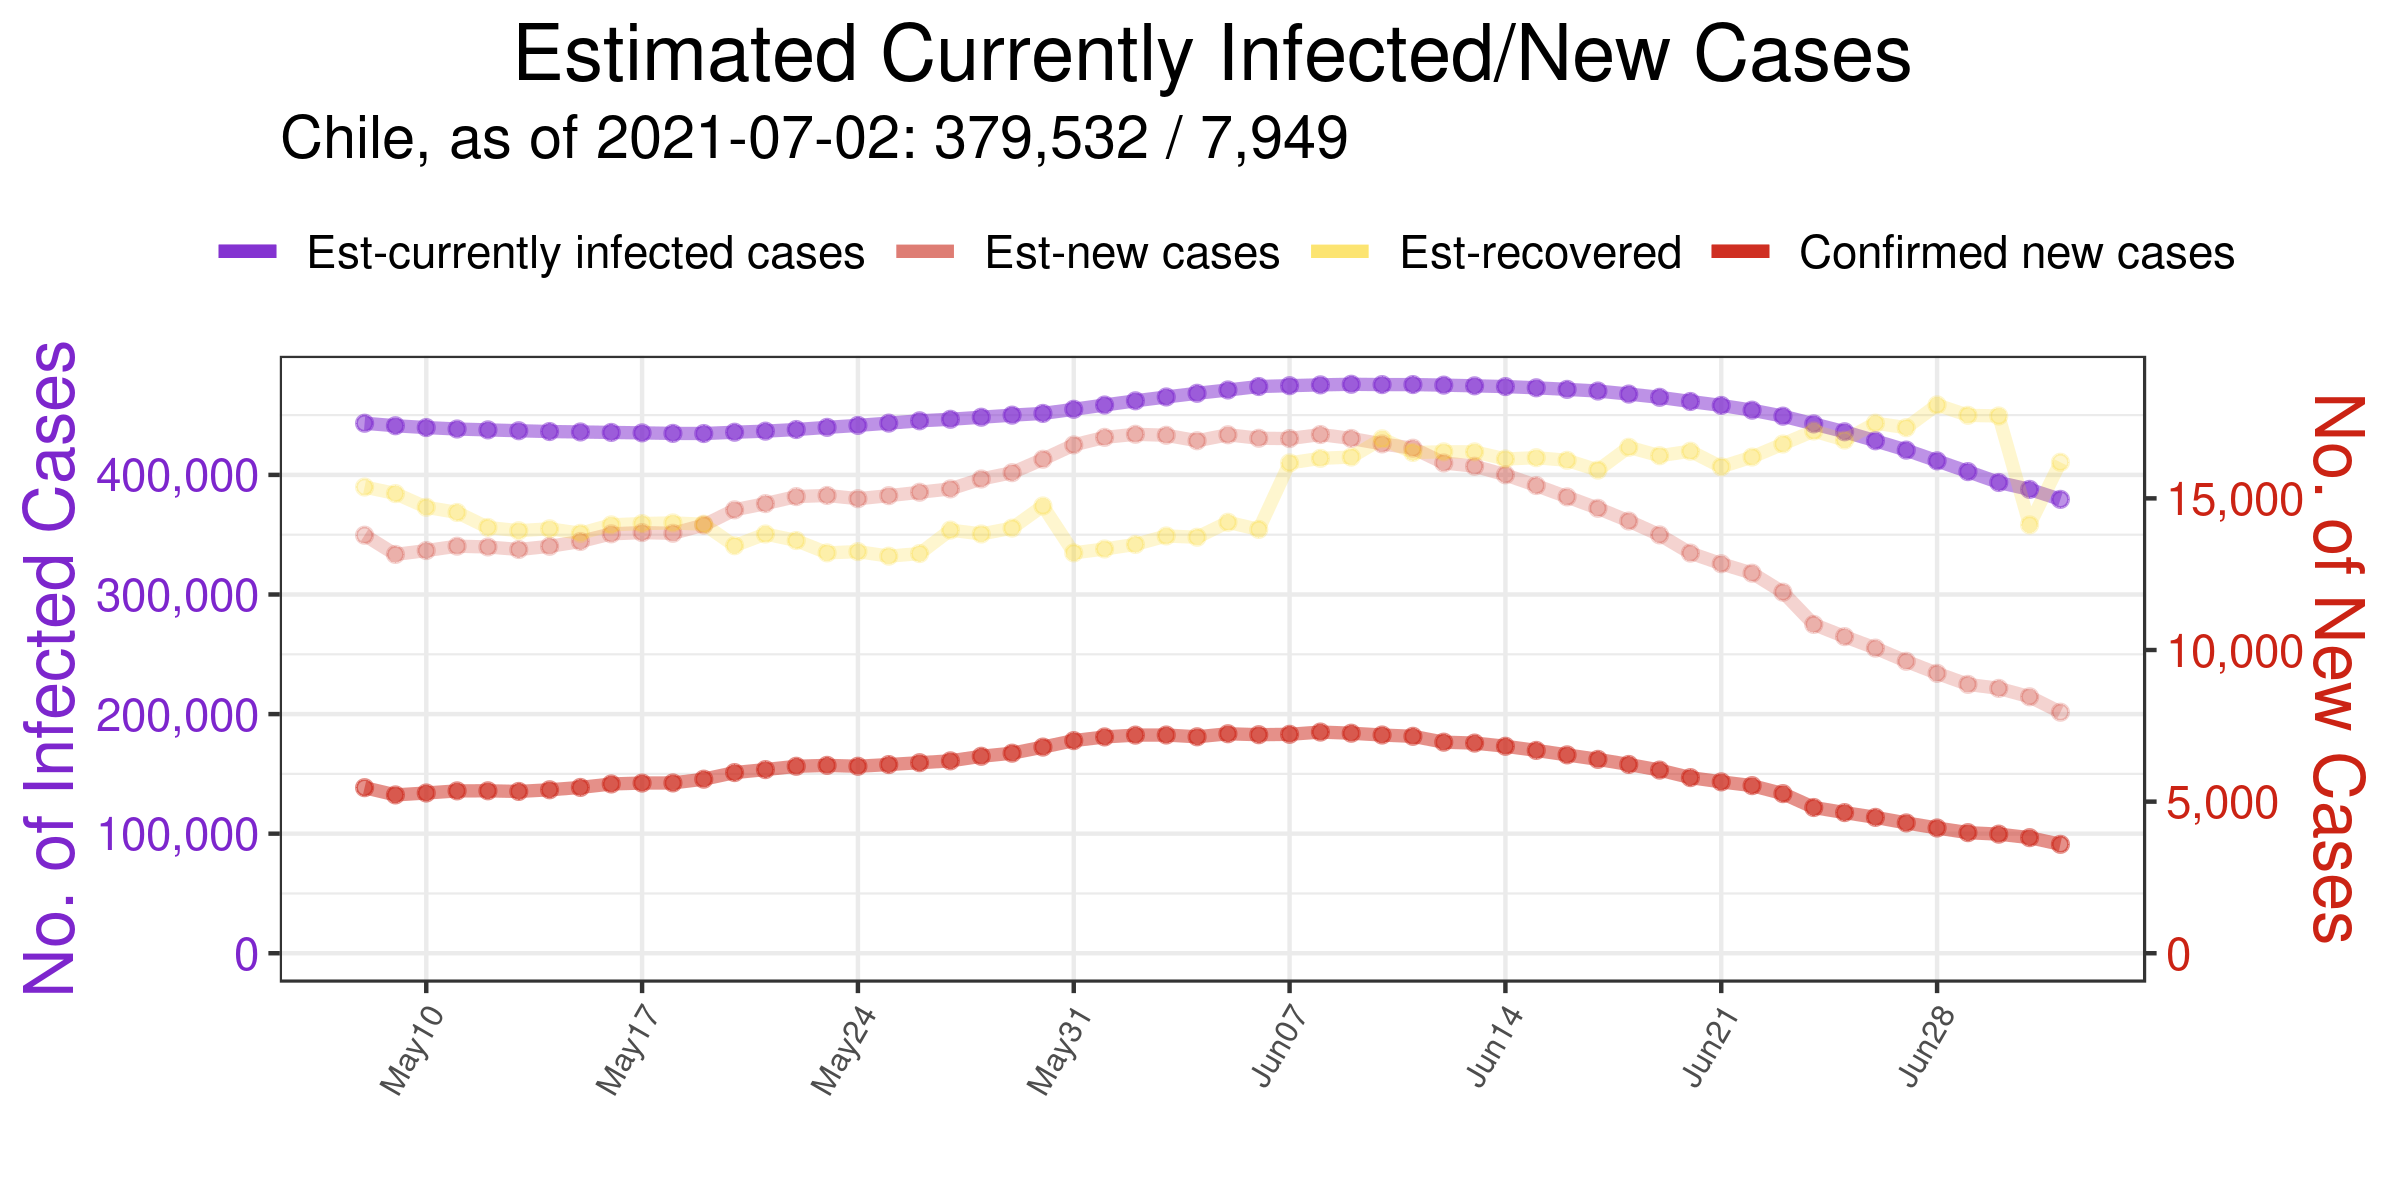 Estimated Currently Infected/New Cases
Chile, as of 2021-07-02: 379,532 / 7,949
Est-currently infected cases Est-new cases Est-recovered Confirmed new cases
No. of Infected Cases
400,000
300,000
200,000
100,000
0
No. of New Cases
15,000
10,000
5,000
0
May10 May17 May24 May31 Jun07 Jun14 Jun21 Jun28